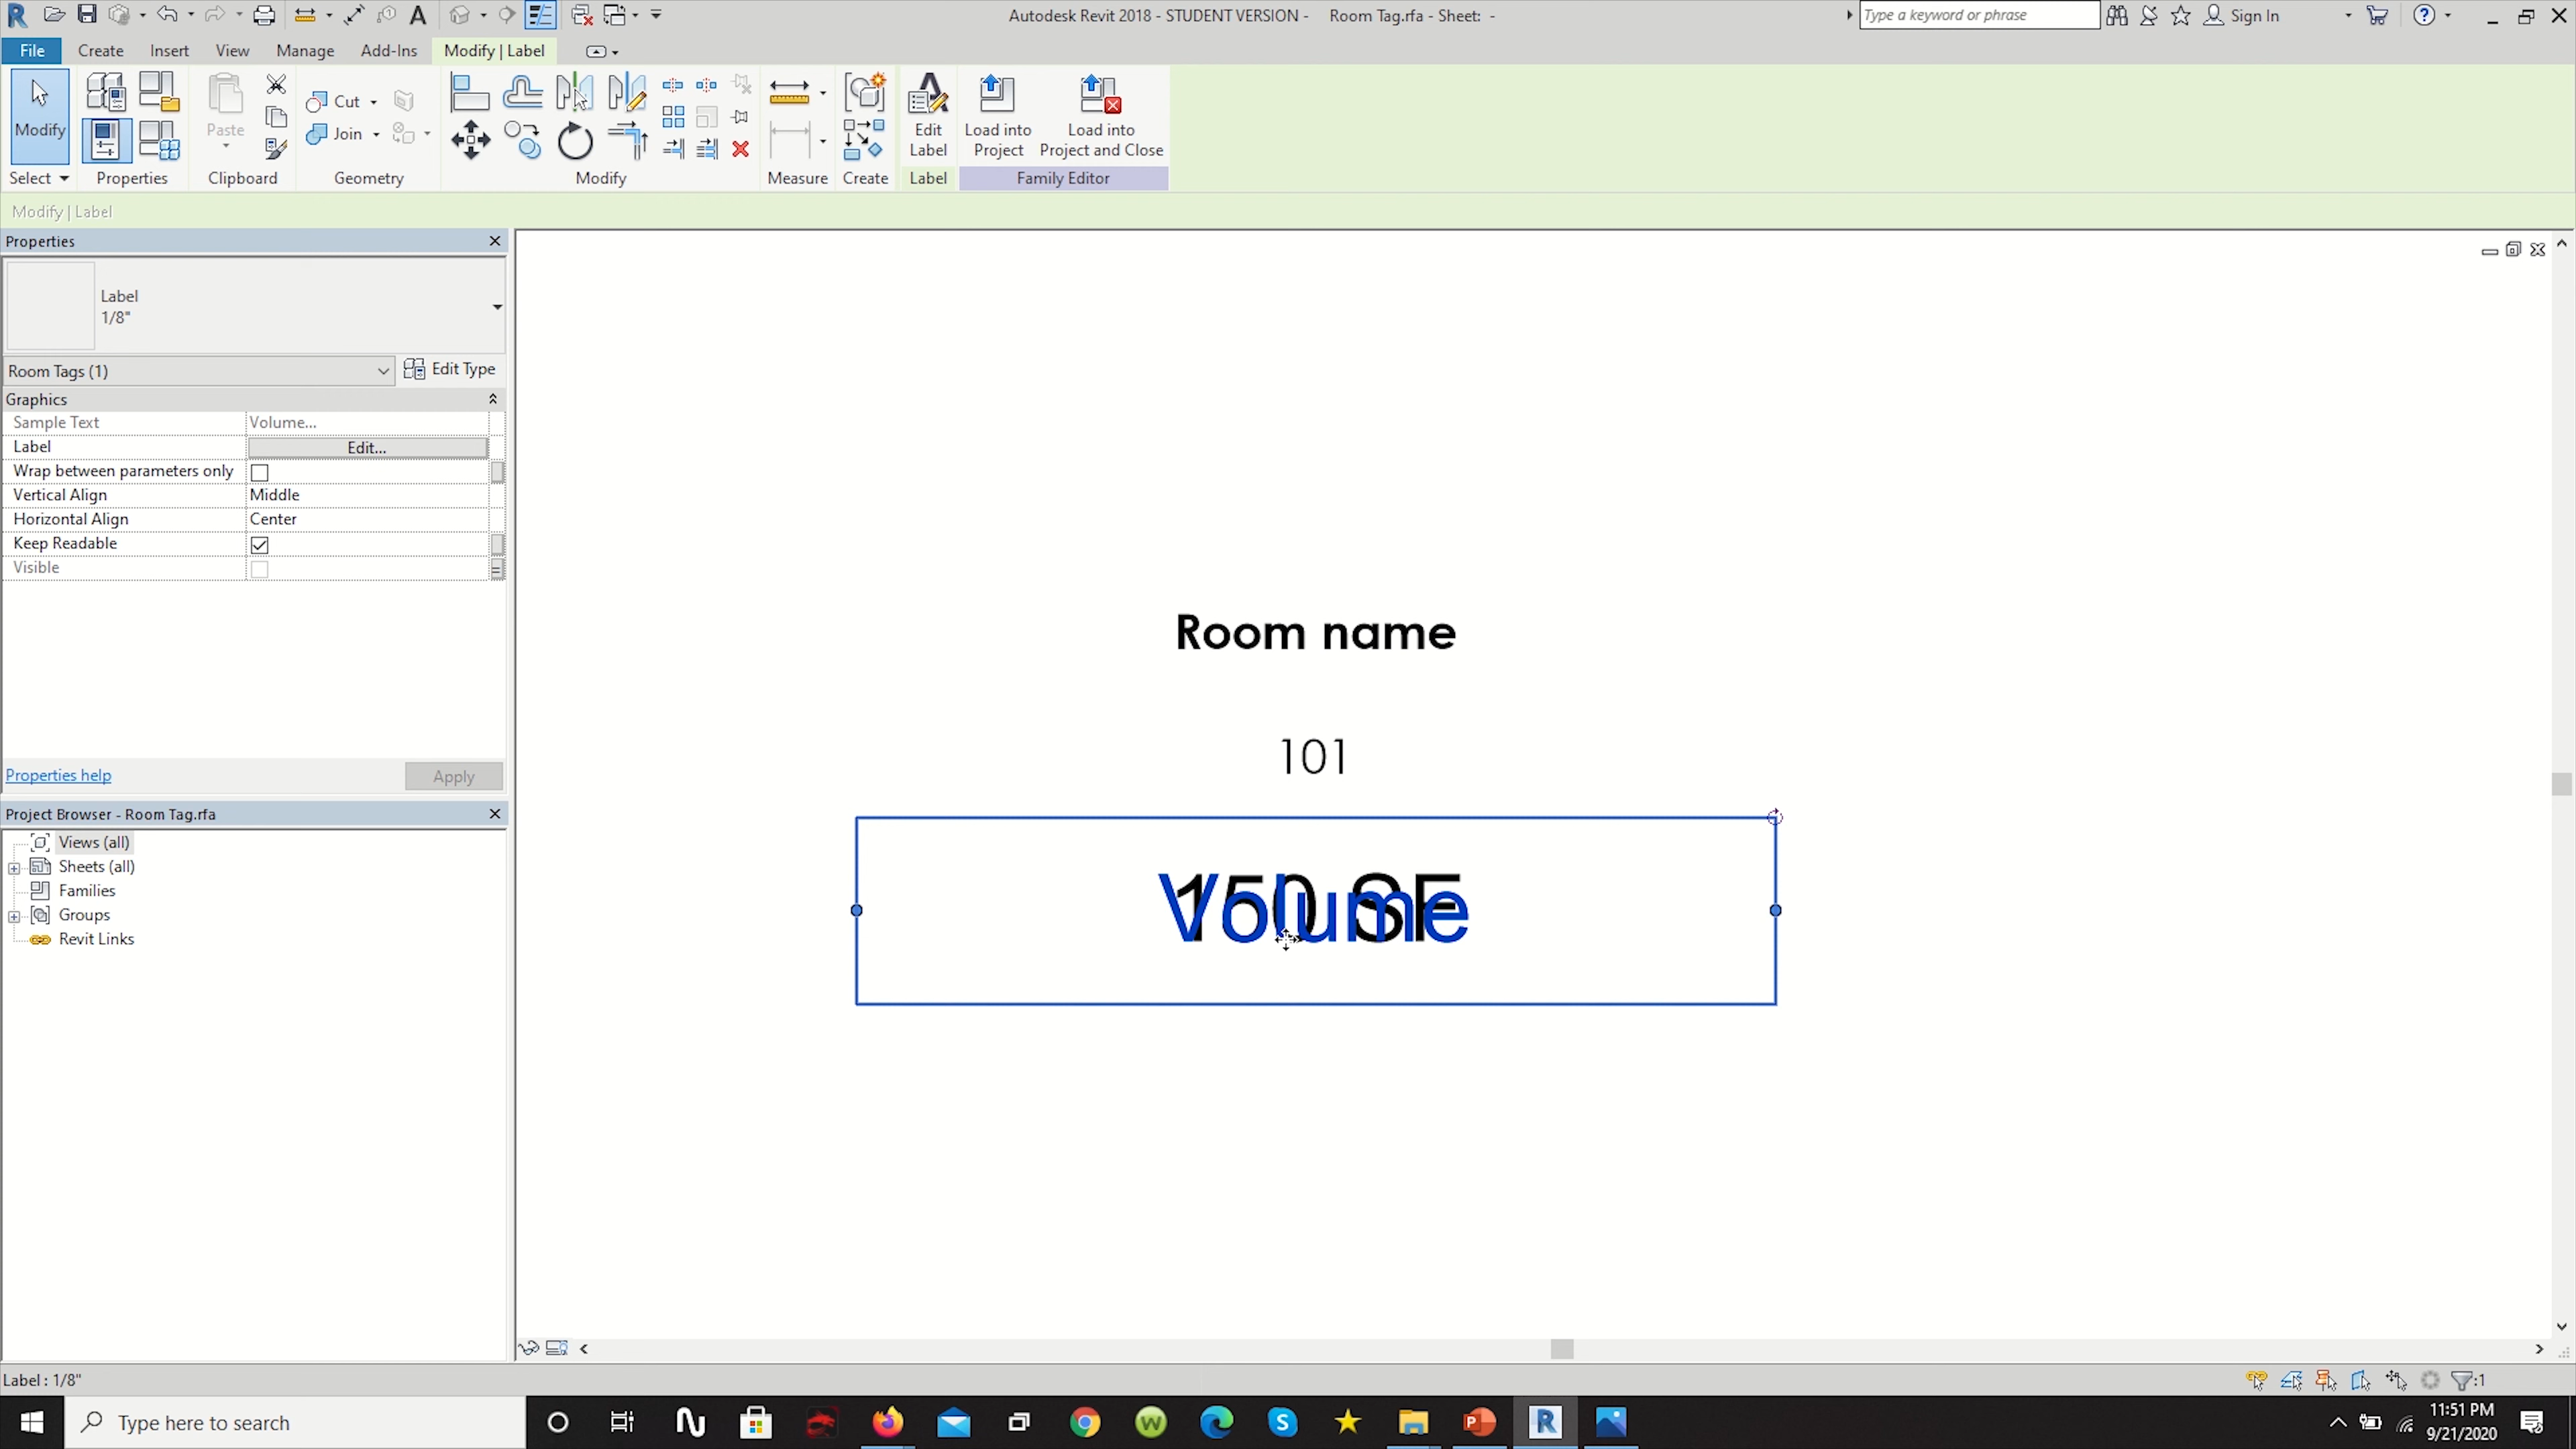 Autodesk Revit 2018 - STUDENT VERSION - Room Tag.rfa - Sheet: -
Type a keyword or phrase
Sign In
File Create Insert View Manage Add-Ins Modify | Label
Modify
Paste
Cut
Join
Edit Label
Load into Project
Load into Project and Close
Select Properties Clipboard Geometry Modify Measure Create Label Family Editor
Modify | Label
Properties
Label
1/8"
Room Tags (1)
Edit Type
Graphics
Sample Text Volume...
Label Edit...
Wrap between parameters only
Vertical Align Middle
Horizontal Align Center
Keep Readable
Visible
Properties help
Apply
Project Browser - Room Tag.rfa
Views (all)
Sheets (all)
Families
Groups
Revit Links
Room name
101
150 SF
Volume
Label : 1/8"
:1
Type here to search
11:51 PM
9/21/2020